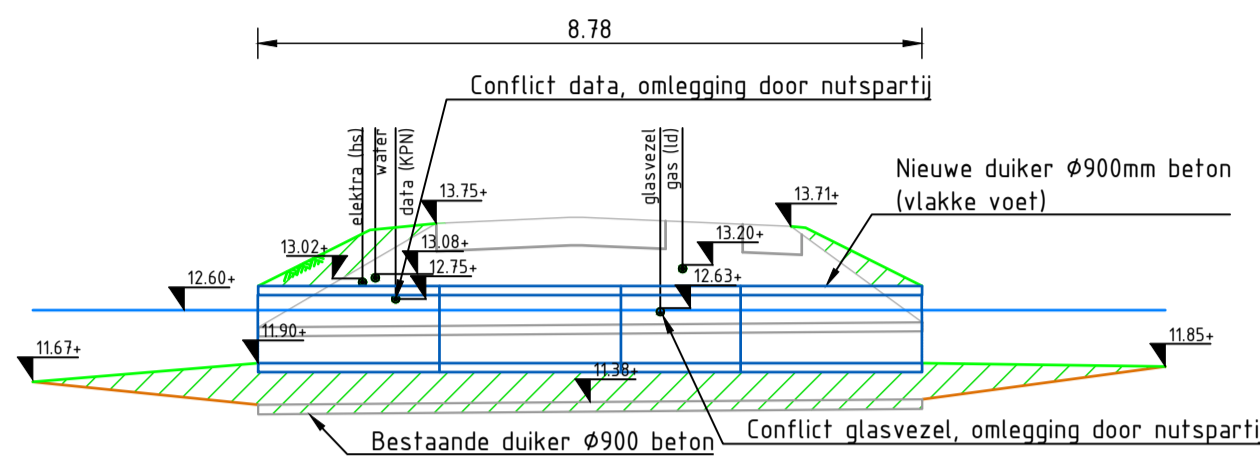 8.78
Conflict data, omlegging door nutspartij
elektra (hs)
water
data (KPN)
glasvezel
gas (ld)
Nieuwe duiker Ø900mm beton
(vlakke voet)
13.75+
13.71+
13.02+
13.08+
13.20+
12.60+
12.75+
12.63+
11.90+
11.67+
11.85+
11.38+
Bestaande duiker Ø900 beton
Conflict glasvezel, omlegging door nutsparti